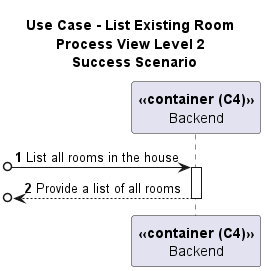 Use Case - List Existing Room
Process View Level 2
Success Scenario
«container (C4)»
Backend
1 List all rooms in the house
2 Provide a list of all rooms
«container (C4)»
Backend